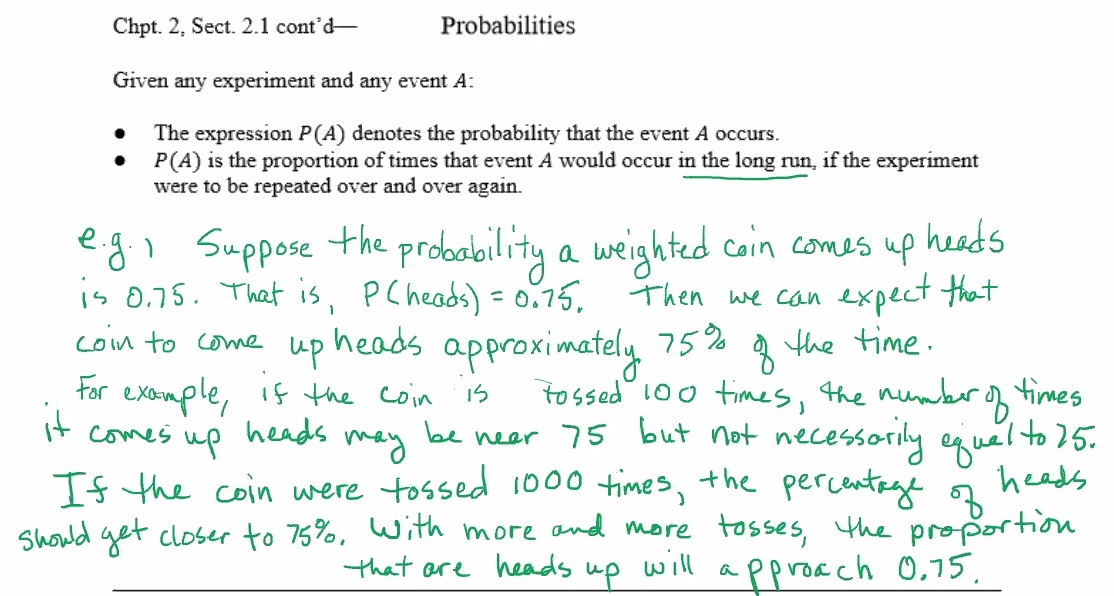 Chpt. 2, Sect. 2.1 cont'd— Probabilities
Given any experiment and any event A:
● The expression P(A) denotes the probability that the event A occurs.
● P(A) is the proportion of times that event A would occur in the long run, if the experiment
were to be repeated over and over again.
e.g., Suppose the probability a weighted coin comes up heads
is 0.75. That is, P(heads) = 0.75. Then we can expect that
coin to come up heads approximately 75% of the time.
For example, if the coin is tossed 100 times, the number of times
it comes up heads may be near 75 but not necessarily equal to 75.
If the coin were tossed 1000 times, the percentage of heads
should get closer to 75%. With more and more tosses, the proportion
that are heads up will approach 0.75.